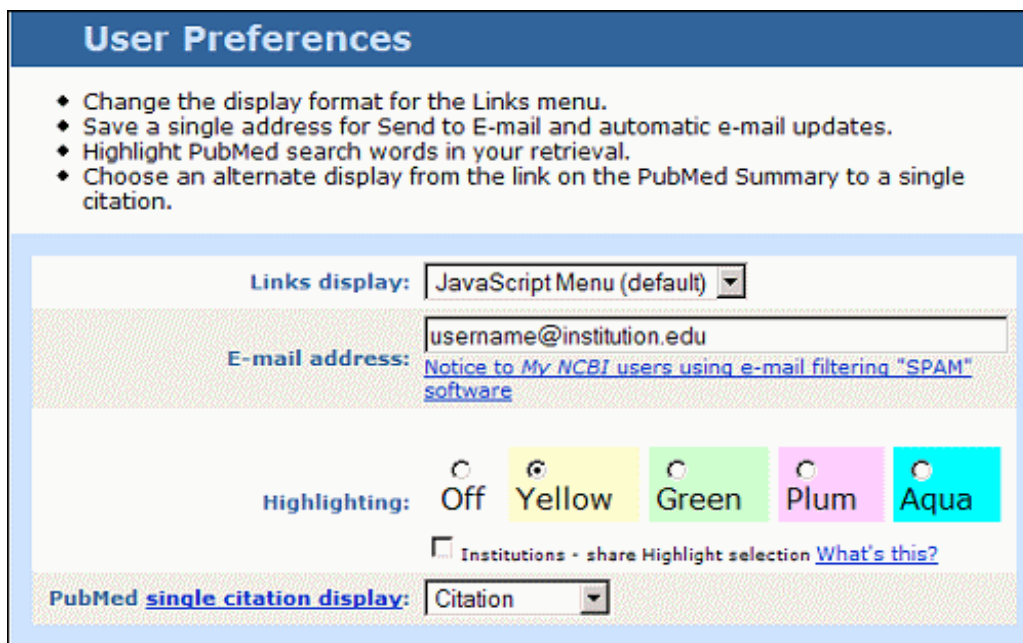 User Preferences
◆ Change the display format for the Links menu.
◆ Save a single address for Send to E-mail and automatic e-mail updates.
◆ Highlight PubMed search words in your retrieval.
◆ Choose an alternate display from the link on the PubMed Summary to a single
citation.
Links display: JavaScript Menu (default)
E-mail address: username@institution.edu
Notice to My NCBI users using e-mail filtering "SPAM"
software
Highlighting: Off Yellow Green Plum Aqua
Institutions - share Highlight selection What's this?
PubMed single citation display: Citation